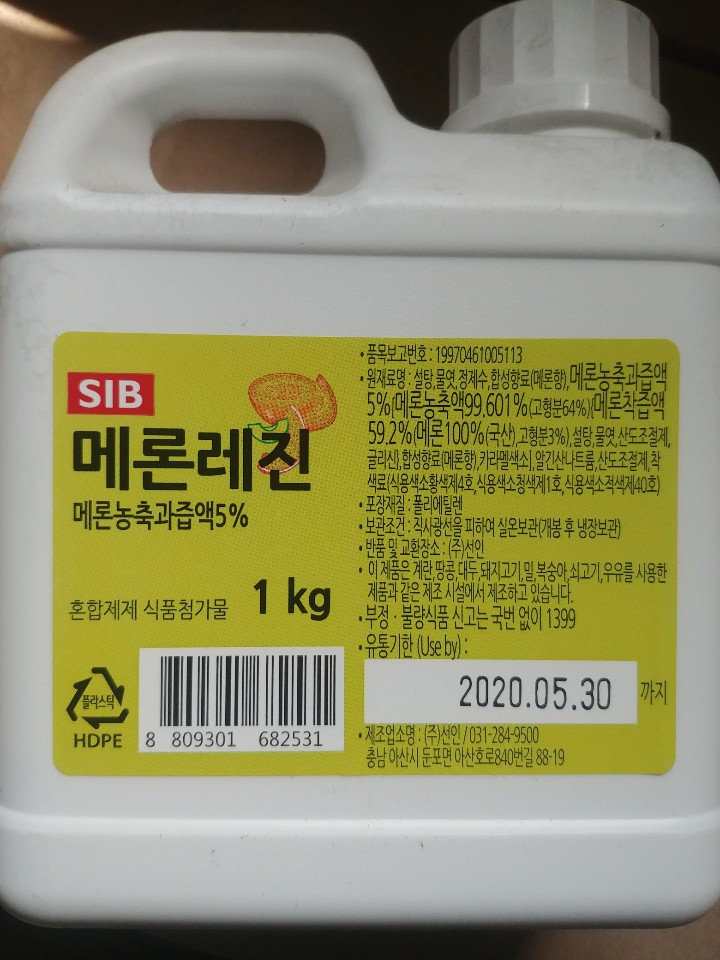 SIB
메론레진
메론농축과즙액5%
혼합제제 식품첨가물 1 kg
플라스틱
HDPE
8 809301 682531
• 품목보고번호 : 19970461005113
• 원재료명 : 설탕,물엿,정제수,합성향료(메론향),메론농축과즙액
5%{메론농축액99.601%(고형분64%)(메론착즙액
59.2%(메론100%(국산),고형분3%),설탕,물엿,산도조절제,
글리신),합성향료(메론향),카라멜색소},알긴산나트륨,산도조절제,착
색료(식용색소황색제4호,식용색소청색제1호,식용색소적색제40호)
• 포장재질 : 폴리에틸렌
• 보관조건 : 직사광선을 피하여 실온보관(개봉 후 냉장보관)
• 반품 및 교환장소 : (주)선인
• 이 제품은 계란,땅콩,대두,돼지고기,밀,복숭아,쇠고기,우유를 사용한
제품과 같은 제조 시설에서 제조하고 있습니다.
• 부정 · 불량식품 신고는 국번 없이 1399
• 유통기한 (Use by) :
2020.05.30 까지
• 제조업소명 : (주)선인 / 031-284-9500
충남 아산시 둔포면 아산호로840번길 88-19